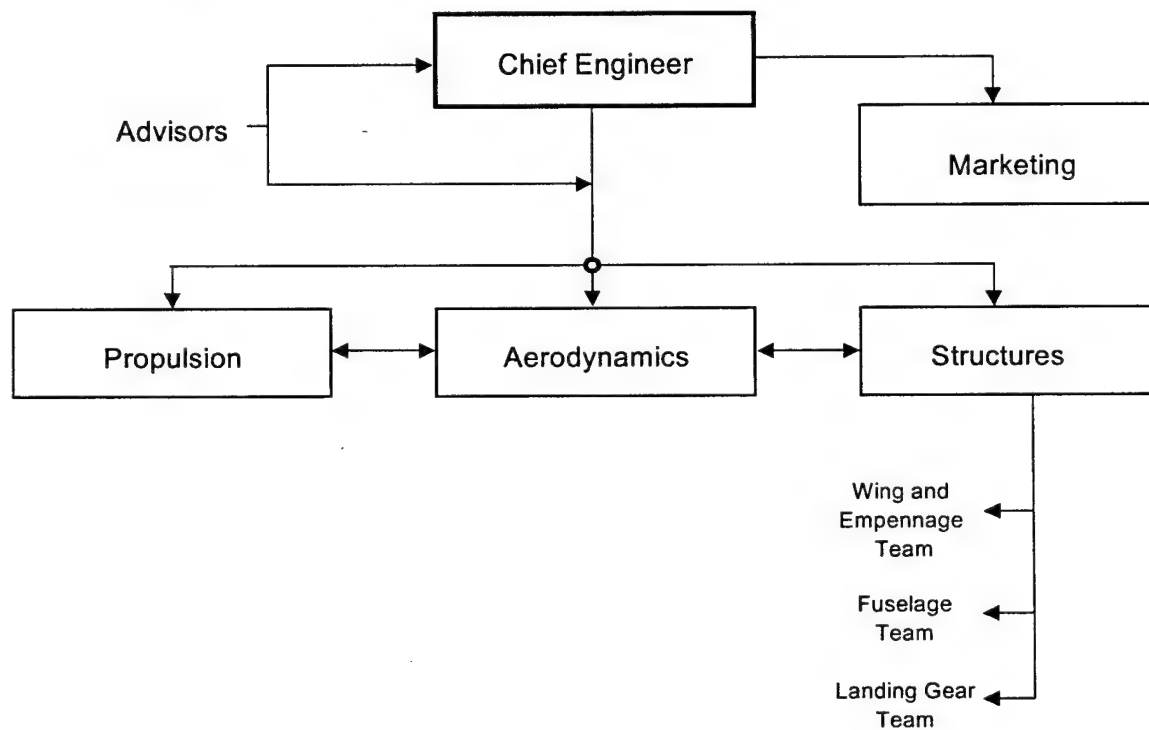 Chief Engineer
Advisors
Marketing
Propulsion
Aerodynamics
Structures
Wing and
Empennage
Team
Fuselage
Team
Landing Gear
Team